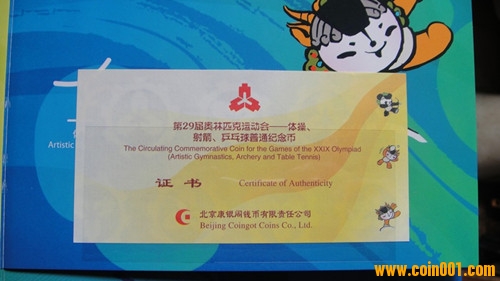 第29届奥林匹克运动会——体操、
射箭、乒乓球普通纪念币
The Circulating Commemorative Coin for the Games of the XXIX Olympiad
(Artistic Gymnastics, Archery and Table Tennis)
证书 Certificate of Authenticity
北京康银阁钱币有限责任公司
Beijing Coingot Coins Co., Ltd.
Artistic
www.coin001.com